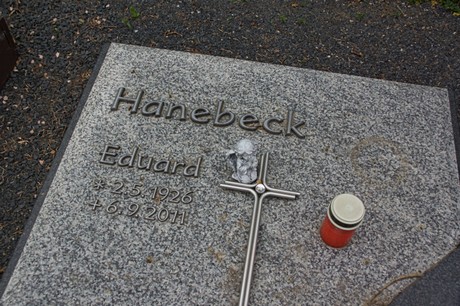 Hanebeck
Eduard
* 2.5.1926
+ 6.9.2011